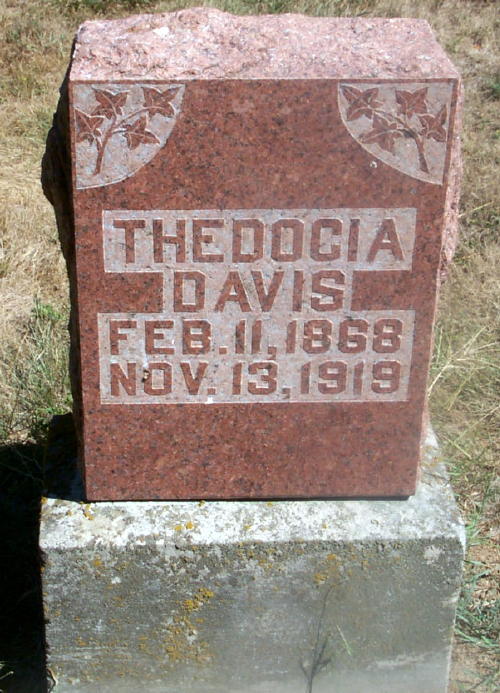 THEDOCIA
DAVIS
FEB. 11, 1868
NOV. 13, 1919